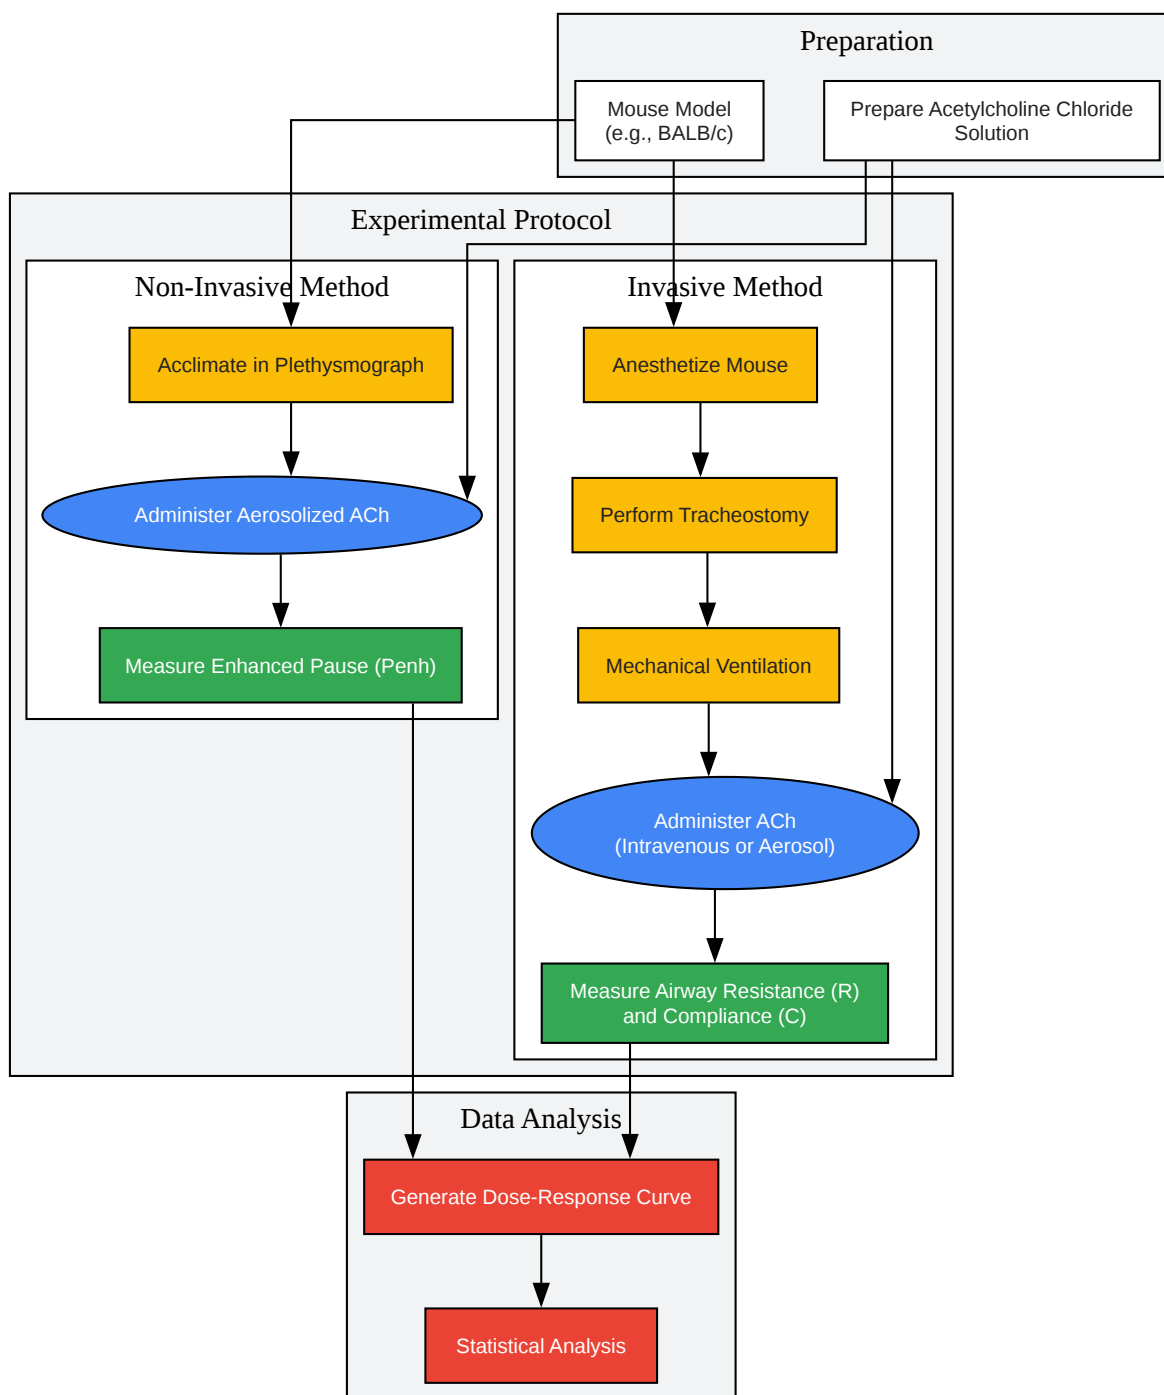 Preparation
Mouse Model
(e.g., BALB/c)
Prepare Acetylcholine Chloride
Solution
Experimental Protocol
Non-Invasive Method
Acclimate in Plethysmograph
Administer Aerosolized ACh
Measure Enhanced Pause (Penh)
Invasive Method
Anesthetize Mouse
Perform Tracheostomy
Mechanical Ventilation
Administer ACh
(Intravenous or Aerosol)
Measure Airway Resistance (R)
and Compliance (C)
Data Analysis
Generate Dose-Response Curve
Statistical Analysis